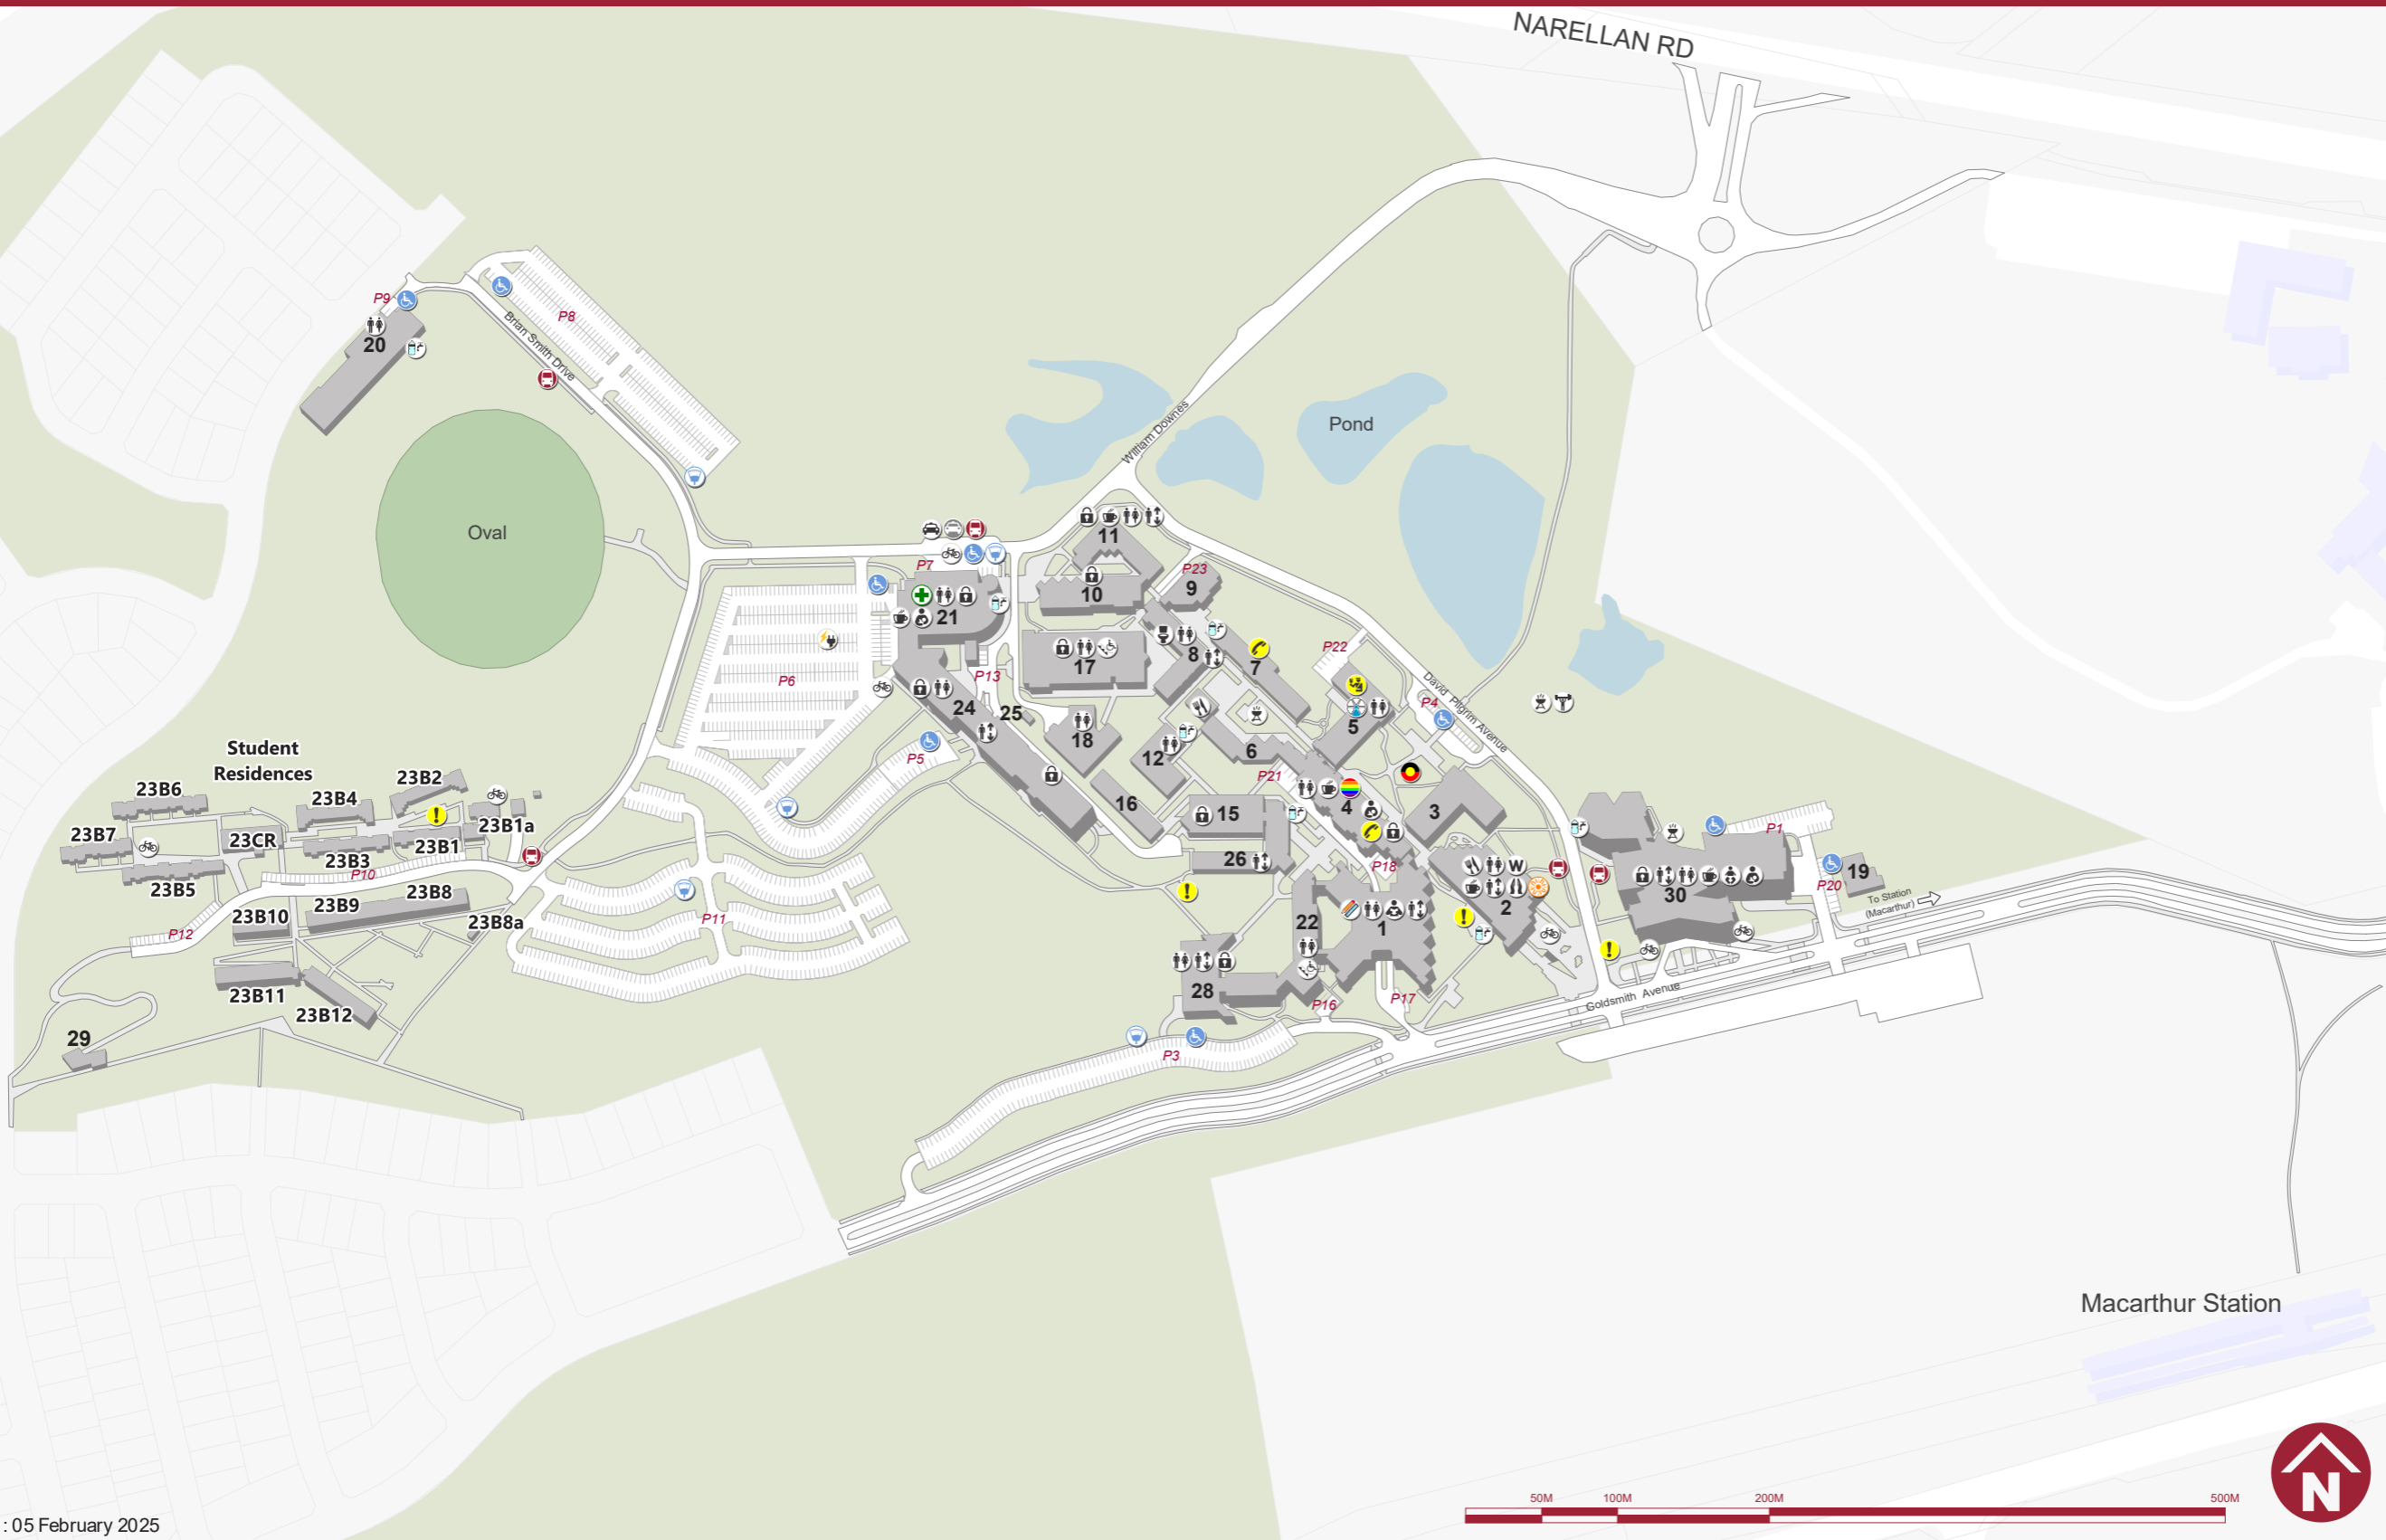 NARELLAN RD
P9
P8
20
Brian Smith Drive
William Downes
Pond
Oval
11
P7
P23
10
9
21
17
8
7
P22
P6
P13
24
25
18
12
6
5
P4
David Pilgrim Avenue
P5
P21
16
15
4
3
Student
Residences
23B6
23B4
23B2
23B7
23CR
23B3
23B1
23B1a
23B5
P10
26
P18
P1
W
2
30
P20
19
To Station
(Macarthur)
23B10
23B9
23B8
23B8a
P12
P11
22
1
28
23B11
23B12
29
P16
P17
Goldsmith Avenue
P3
Macarthur Station
50M
100M
200M
500M
N
: 05 February 2025